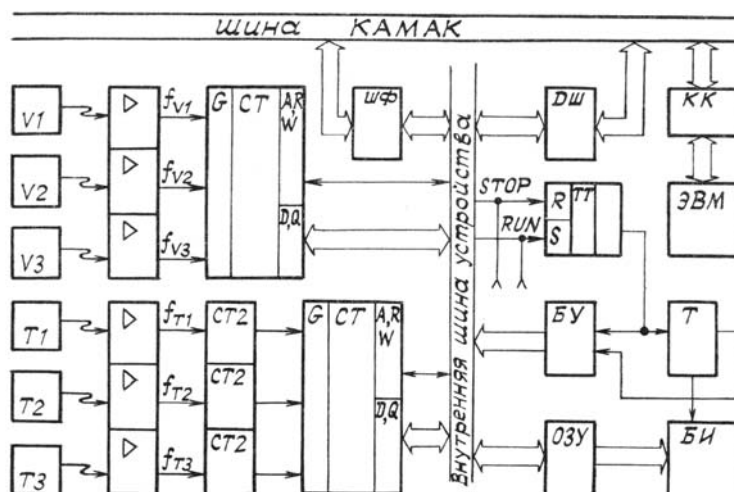 шина КАМАК
V1 ▷ fV1 G CT A,R, W ШФ ДШ КК
V2 ▷ fV2 STOP R TT ЭВМ
V3 ▷ fV3 D,Q RUN S
внутренняя шина устройства
T1 ▷ fT1 CT2 G CT A,R W БУ Т
T2 ▷ fT2 CT2 D,Q
T3 ▷ fT3 CT2 ОЗУ БИ